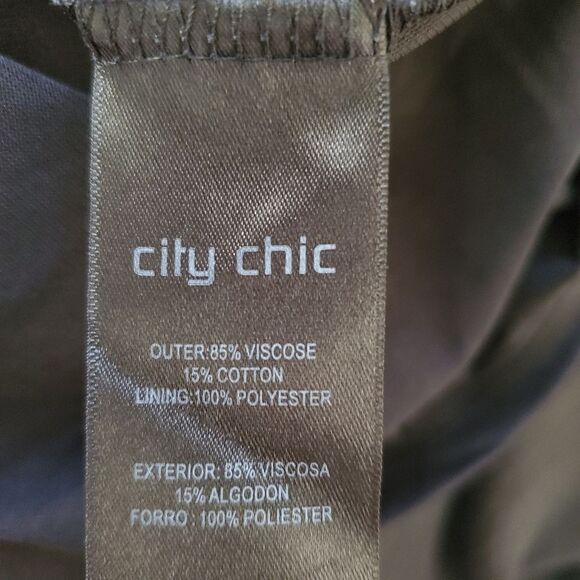 city chic
OUTER:85% VISCOSE
15% COTTON
LINING:100% POLYESTER
EXTERIOR: 85% VISCOSA
15% ALGODON
FORRO: 100% POLIESTER